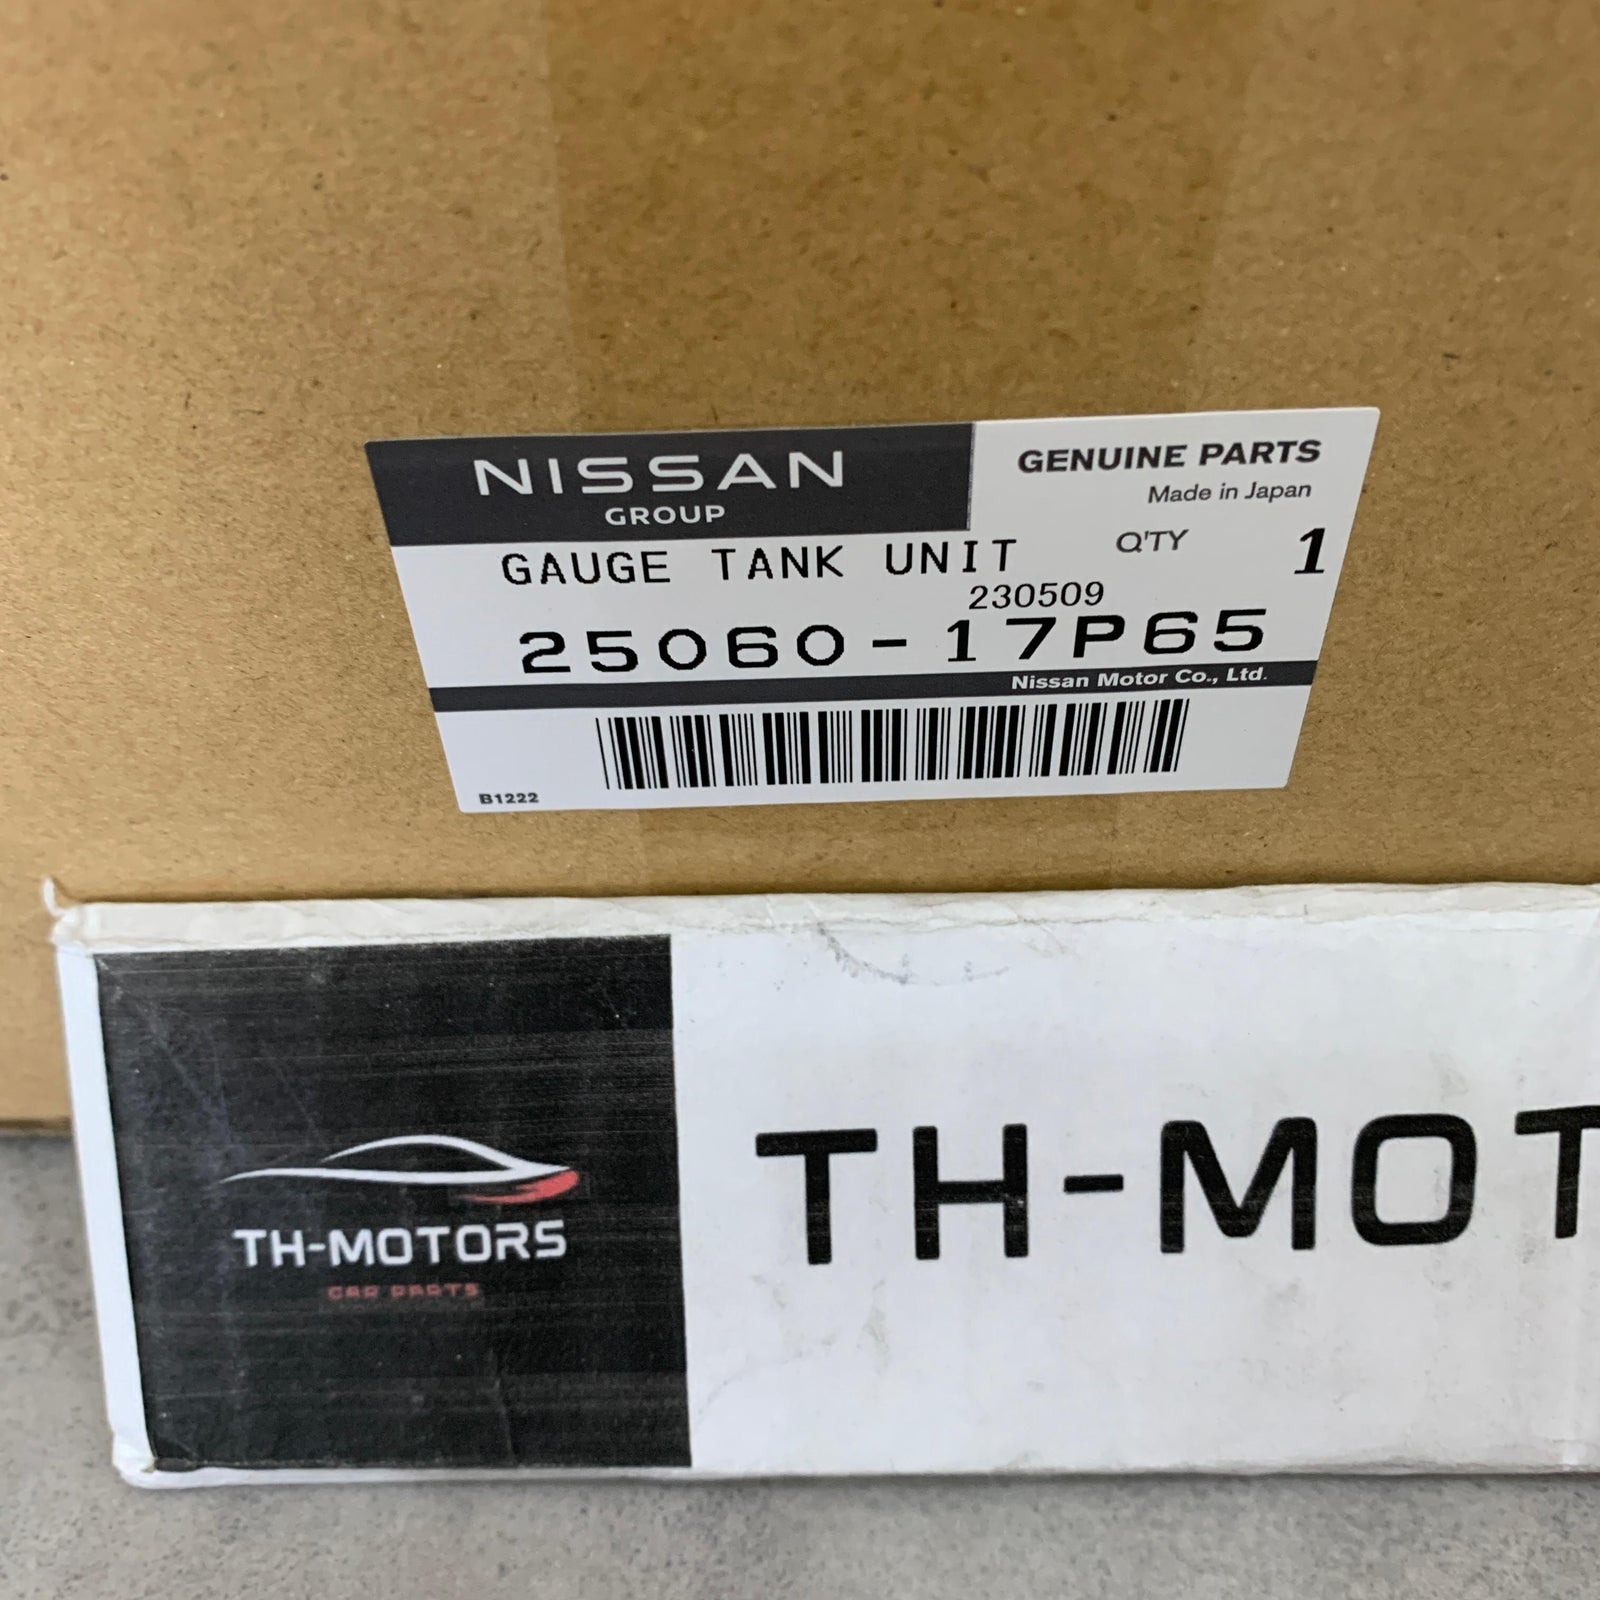 NISSAN
GROUP
GENUINE PARTS
Made in Japan
GAUGE TANK UNIT
Q'TY 1
230509
25060-17P65
Nissan Motor Co., Ltd.
B1222
TH-MOTORS
CAR PARTS
TH-MOT